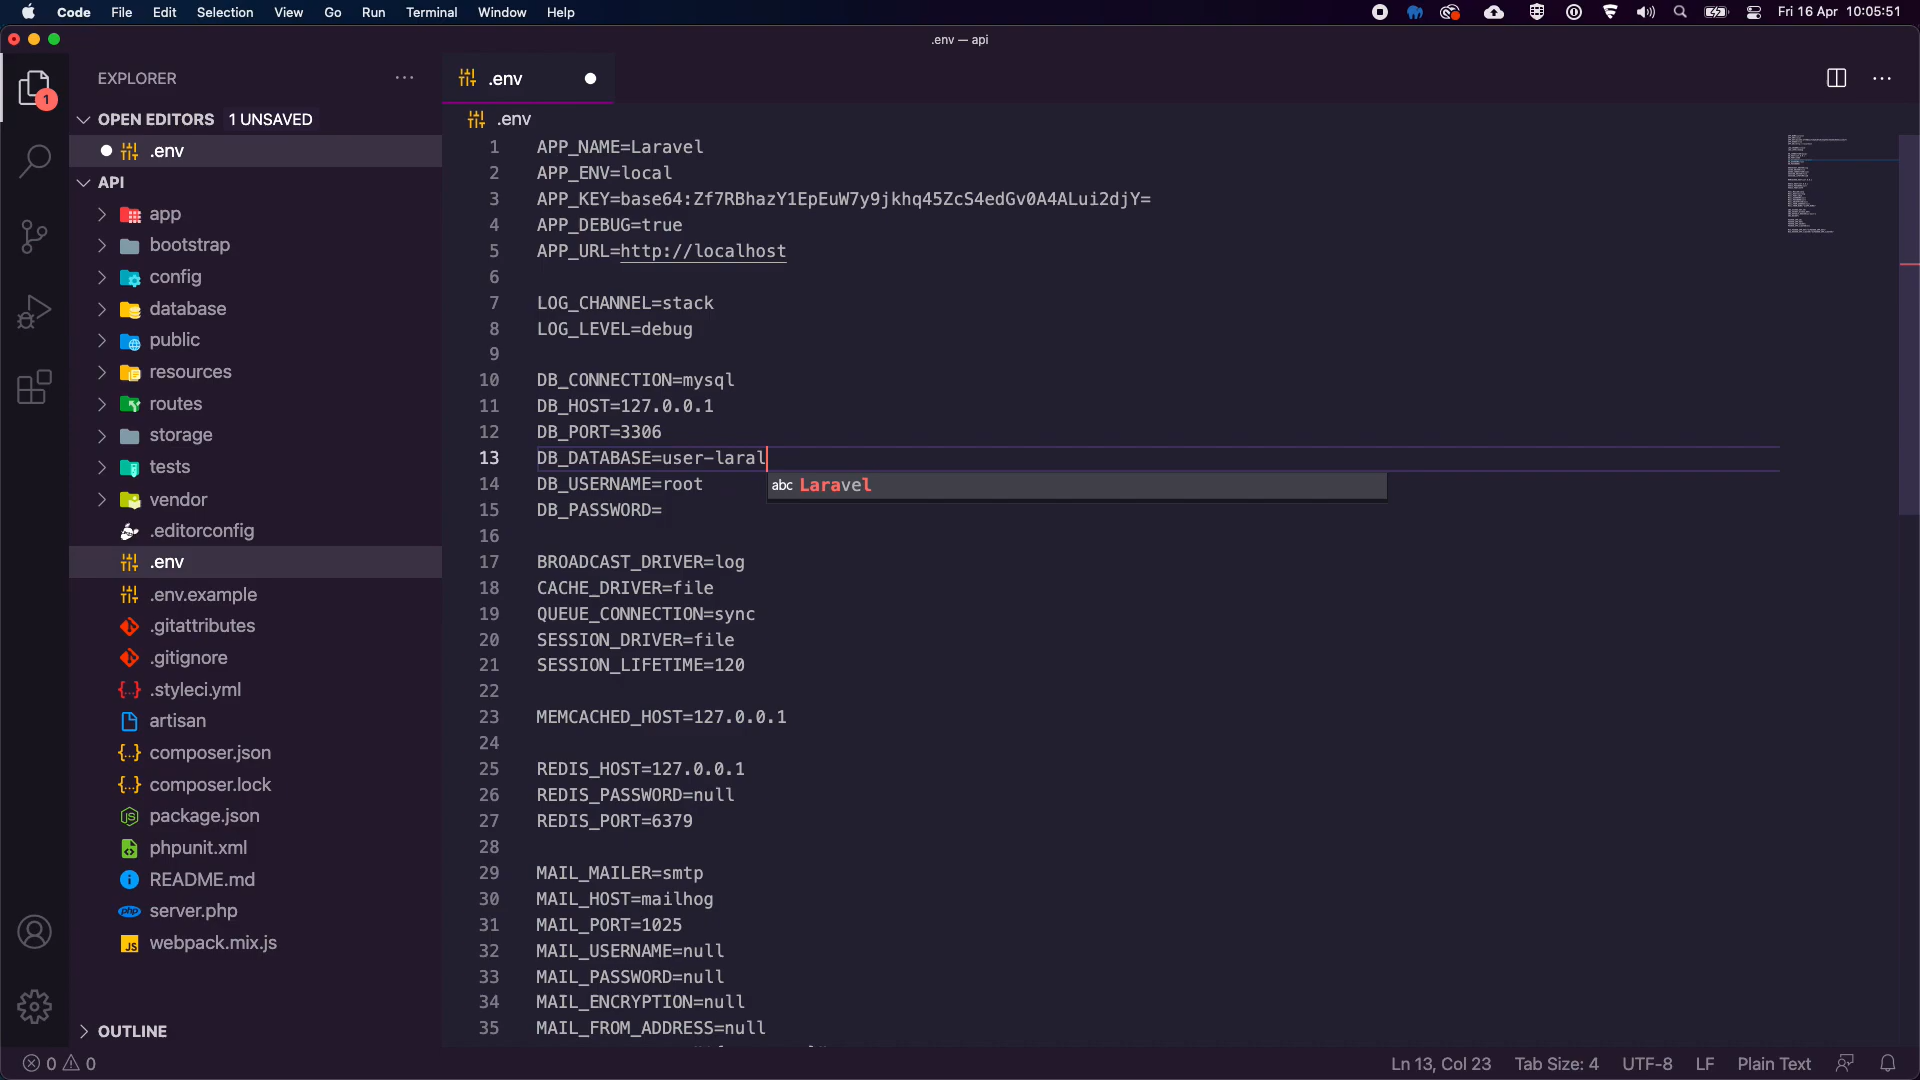 Code File Edit Selection View Go Run Terminal Window Help Fri 16 Apr 10:05:51
.env — api
EXPLORER
OPEN EDITORS 1 UNSAVED
.env
API
app
bootstrap
config
database
public
resources
routes
storage
tests
vendor
.editorconfig
.env
.env.example
.gitattributes
.gitignore
.styleci.yml
artisan
composer.json
composer.lock
package.json
phpunit.xml
README.md
server.php
webpack.mix.js
OUTLINE
1
.env
.env
1 APP_NAME=Laravel
2 APP_ENV=local
3 APP_KEY=base64:Zf7RBhazY1EpEuW7y9jkhq45ZcS4edGv0A4ALui2djY=
4 APP_DEBUG=true
5 APP_URL=http://localhost
6
7 LOG_CHANNEL=stack
8 LOG_LEVEL=debug
9
10 DB_CONNECTION=mysql
11 DB_HOST=127.0.0.1
12 DB_PORT=3306
13 DB_DATABASE=user-laral
14 DB_USERNAME=root
abc Laravel
15 DB_PASSWORD=
16
17 BROADCAST_DRIVER=log
18 CACHE_DRIVER=file
19 QUEUE_CONNECTION=sync
20 SESSION_DRIVER=file
21 SESSION_LIFETIME=120
22
23 MEMCACHED_HOST=127.0.0.1
24
25 REDIS_HOST=127.0.0.1
26 REDIS_PASSWORD=null
27 REDIS_PORT=6379
28
29 MAIL_MAILER=smtp
30 MAIL_HOST=mailhog
31 MAIL_PORT=1025
32 MAIL_USERNAME=null
33 MAIL_PASSWORD=null
34 MAIL_ENCRYPTION=null
35 MAIL_FROM_ADDRESS=null
0 0 Ln 13, Col 23 Tab Size: 4 UTF-8 LF Plain Text